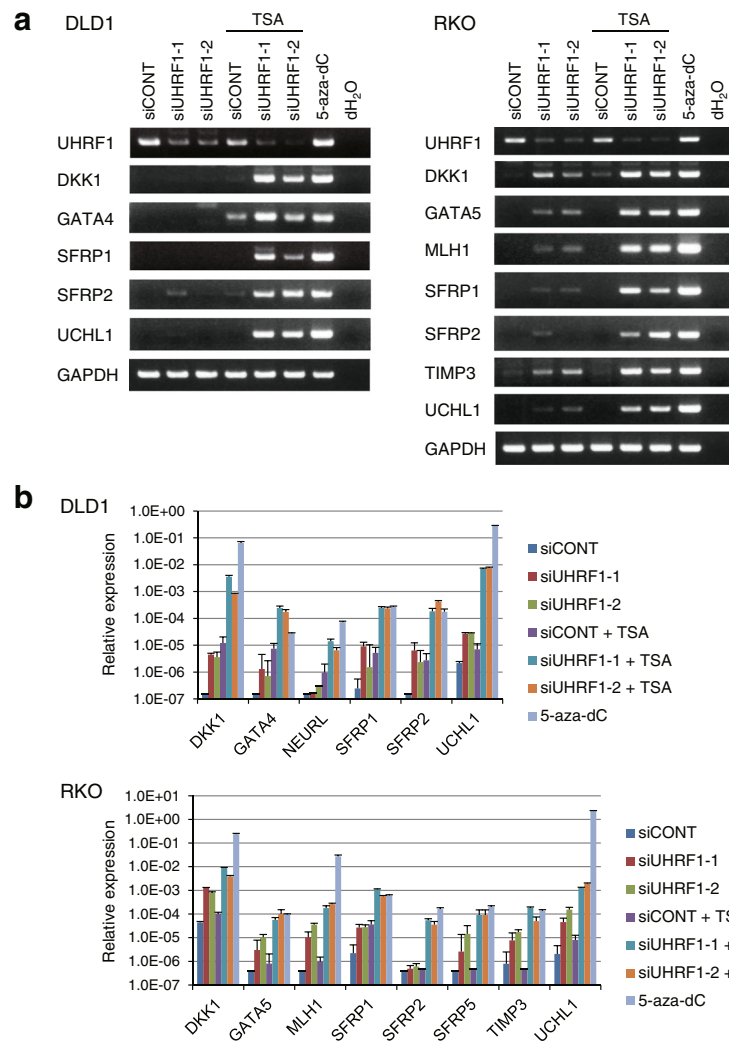 a
DLD1
TSA
siCONT
siUHRF1-1
siUHRF1-2
siCONT
siUHRF1-1
siUHRF1-2
5-aza-dC
dH₂O
UHRF1
DKK1
GATA4
SFRP1
SFRP2
UCHL1
GAPDH
RKO
TSA
siCONT
siUHRF1-1
siUHRF1-2
siCONT
siUHRF1-1
siUHRF1-2
5-aza-dC
dH₂O
UHRF1
DKK1
GATA5
MLH1
SFRP1
SFRP2
TIMP3
UCHL1
GAPDH
b
DLD1
Relative expression
1.0E+00
1.0E-01
1.0E-02
1.0E-03
1.0E-04
1.0E-05
1.0E-06
1.0E-07
DKK1
GATA4
NEURL
SFRP1
SFRP2
UCHL1
siCONT
siUHRF1-1
siUHRF1-2
siCONT + TSA
siUHRF1-1 + TSA
siUHRF1-2 + TSA
5-aza-dC
RKO
Relative expression
1.0E+01
1.0E+00
1.0E-01
1.0E-02
1.0E-03
1.0E-04
1.0E-05
1.0E-06
1.0E-07
DKK1
GATA5
MLH1
SFRP1
SFRP2
SFRP5
TIMP3
UCHL1
siCONT
siUHRF1-1
siUHRF1-2
siCONT + TS
siUHRF1-1 +
siUHRF1-2 +
5-aza-dC